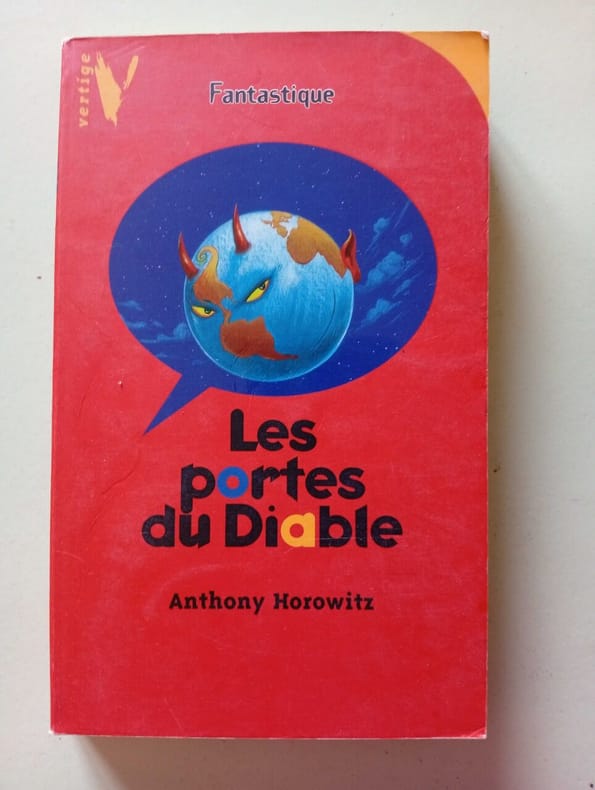 vertige
Fantastique
Les
portes
du Diable
Anthony Horowitz